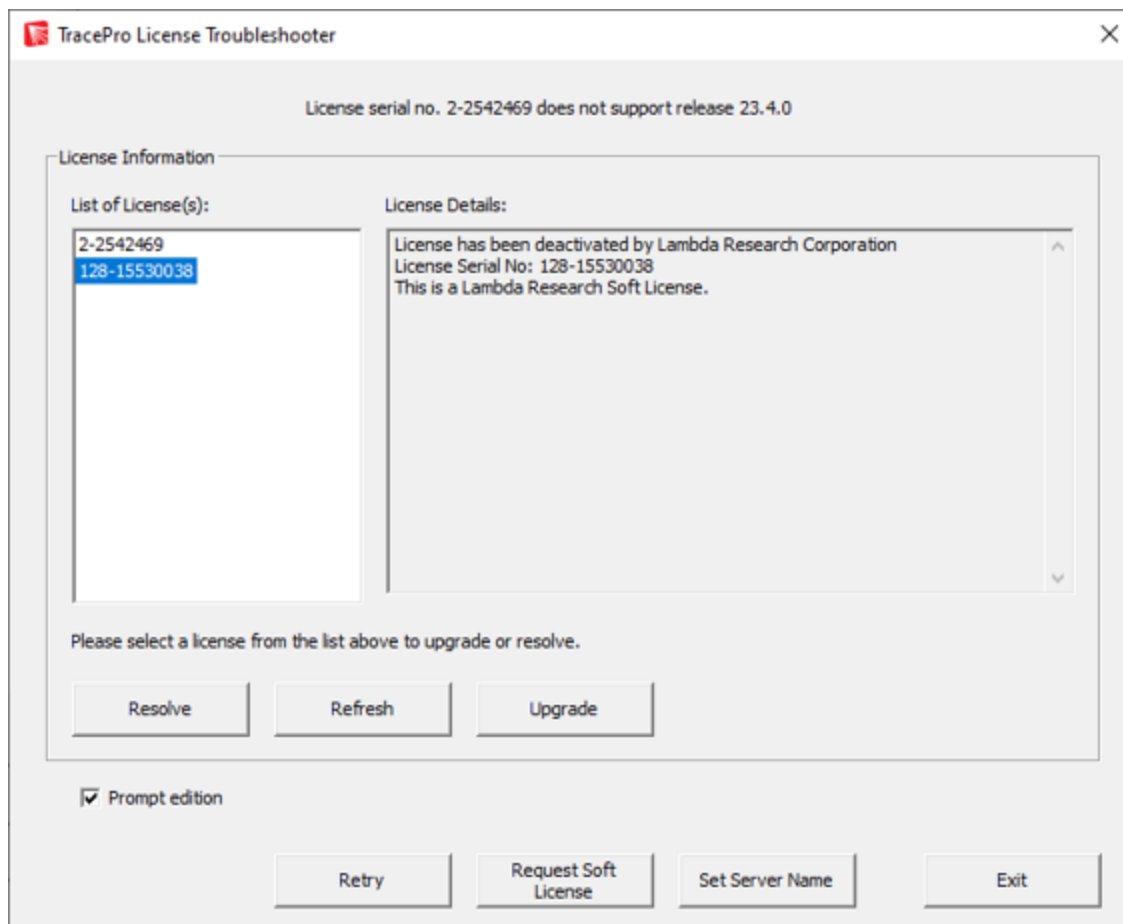 TracePro License Troubleshooter
License serial no. 2-2542469 does not support release 23.4.0
License Information
List of License(s):
2-2542469
128-15530038
License Details:
License has been deactivated by Lambda Research Corporation
License Serial No: 128-15530038
This is a Lambda Research Soft License.
Please select a license from the list above to upgrade or resolve.
Resolve
Refresh
Upgrade
Prompt edition
Retry
Request Soft
License
Set Server Name
Exit